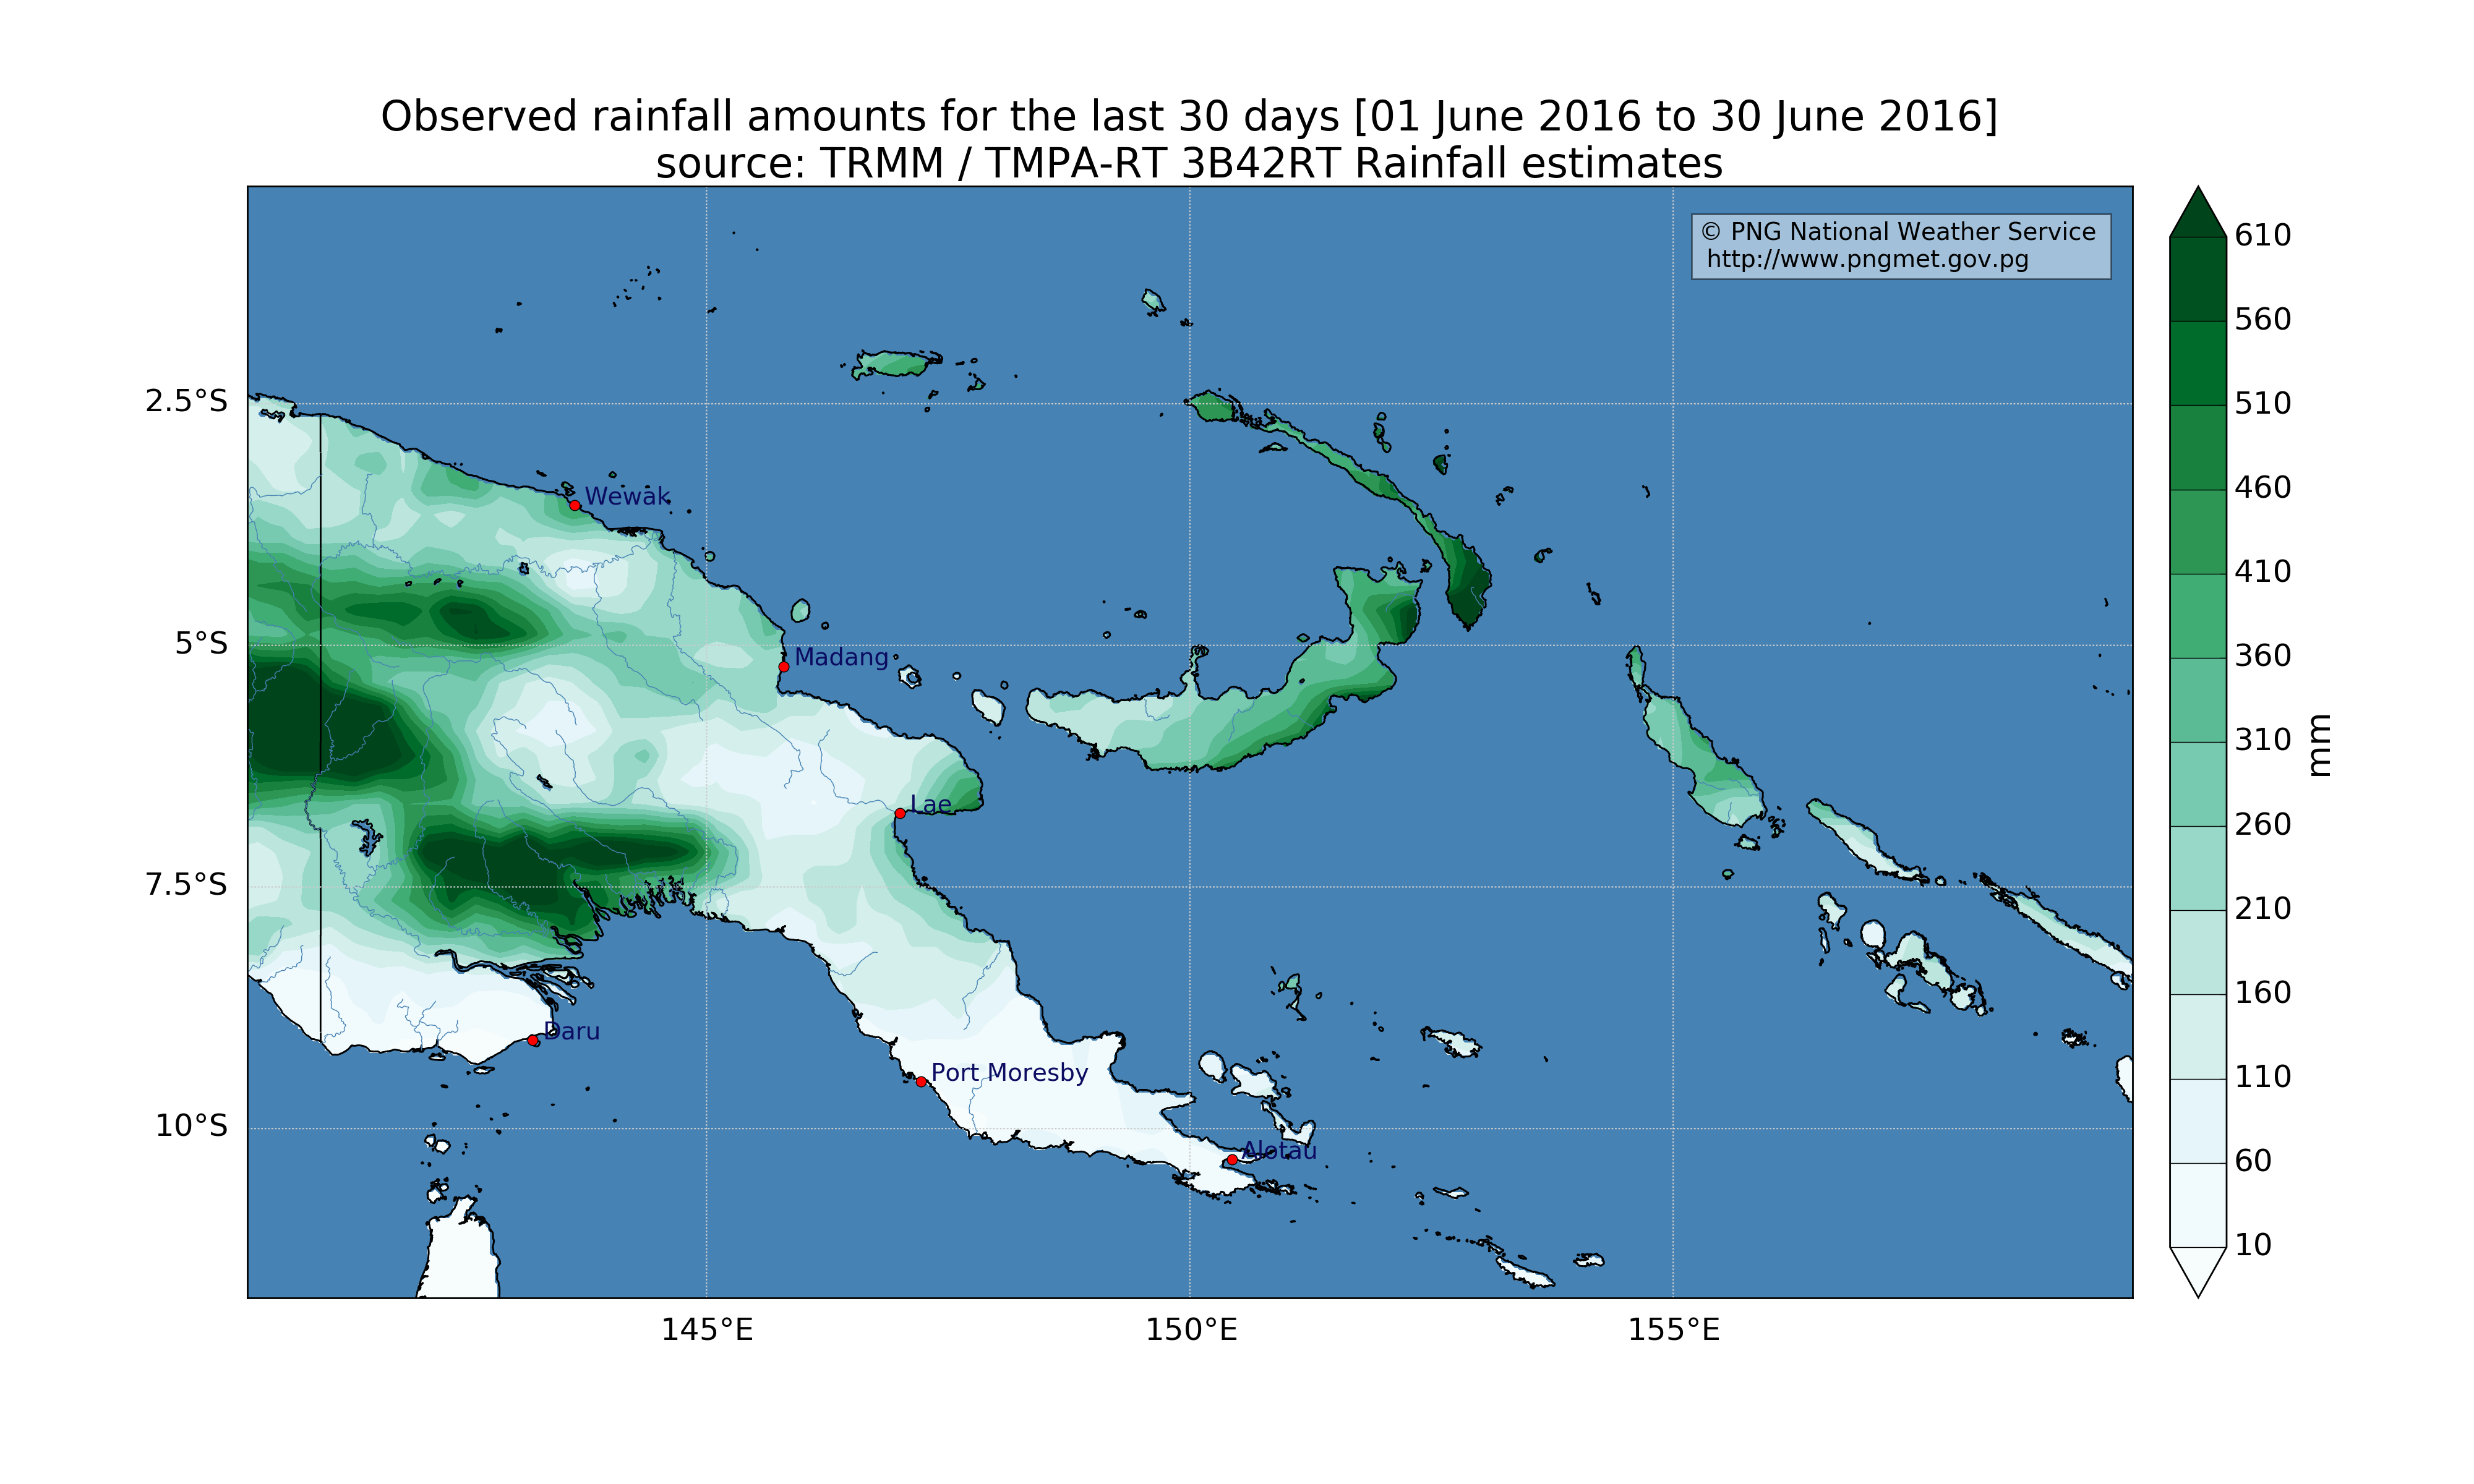 Observed rainfall amounts for the last 30 days [01 June 2016 to 30 June 2016]
source: TRMM / TMPA-RT 3B42RT Rainfall estimates
© PNG National Weather Service
http://www.pngmet.gov.pg
610
560
510
460
410
360
310
260
210
160
110
60
10
mm
2.5°S
5°S
7.5°S
10°S
Wewak
Madang
Lae
Daru
Port Moresby
Alotau
145°E
150°E
155°E